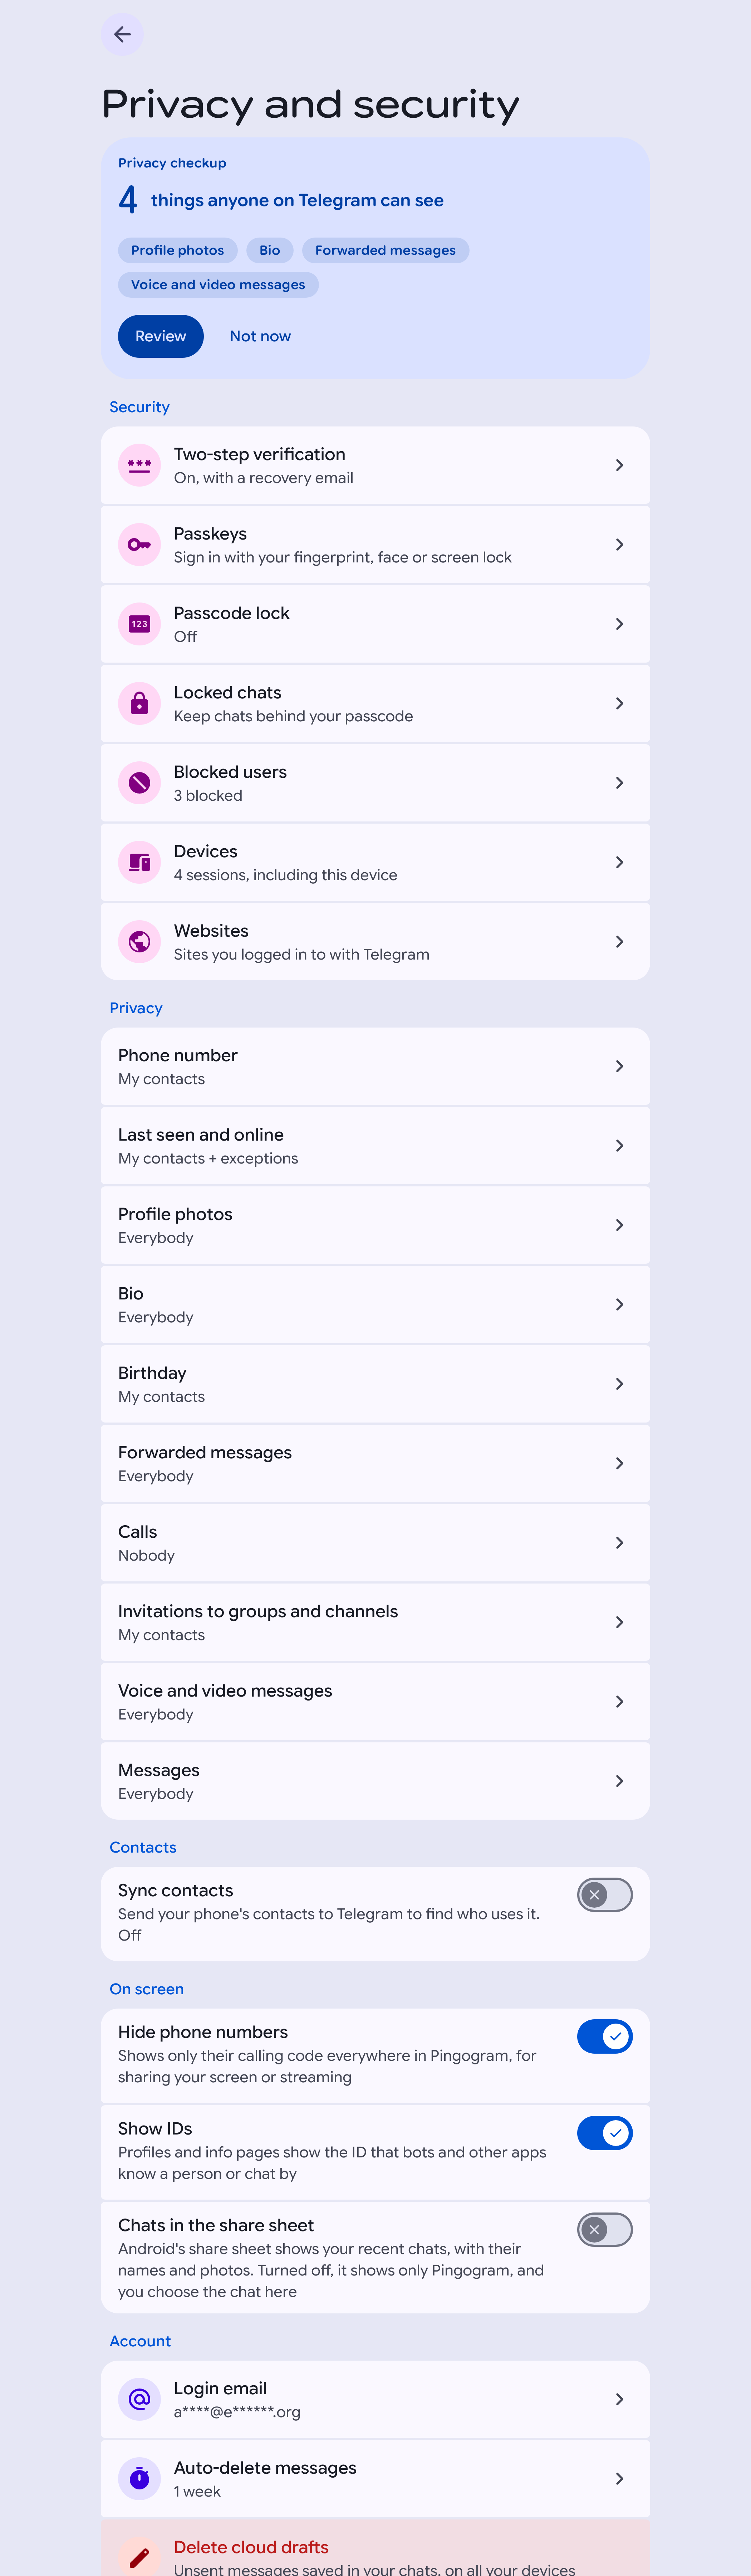 Privacy and security
Privacy checkup
4 things anyone on Telegram can see
Profile photos
Bio
Forwarded messages
Voice and video messages
Review
Not now
Security
Two-step verification
On, with a recovery email
Passkeys
Sign in with your fingerprint, face or screen lock
123
Passcode lock
Off
Locked chats
Keep chats behind your passcode
Blocked users
3 blocked
Devices
4 sessions, including this device
Websites
Sites you logged in to with Telegram
Privacy
Phone number
My contacts
Last seen and online
My contacts + exceptions
Profile photos
Everybody
Bio
Everybody
Birthday
My contacts
Forwarded messages
Everybody
Calls
Nobody
Invitations to groups and channels
My contacts
Voice and video messages
Everybody
Messages
Everybody
Contacts
Sync contacts
Send your phone's contacts to Telegram to find who uses it.
Off
On screen
Hide phone numbers
Shows only their calling code everywhere in Pingogram, for
sharing your screen or streaming
Show IDs
Profiles and info pages show the ID that bots and other apps
know a person or chat by
Chats in the share sheet
Android's share sheet shows your recent chats, with their
names and photos. Turned off, it shows only Pingogram, and
you choose the chat here
Account
Login email
a****@e******.org
Auto-delete messages
1 week
Delete cloud drafts
Unsent messages saved in your chats, on all your devices